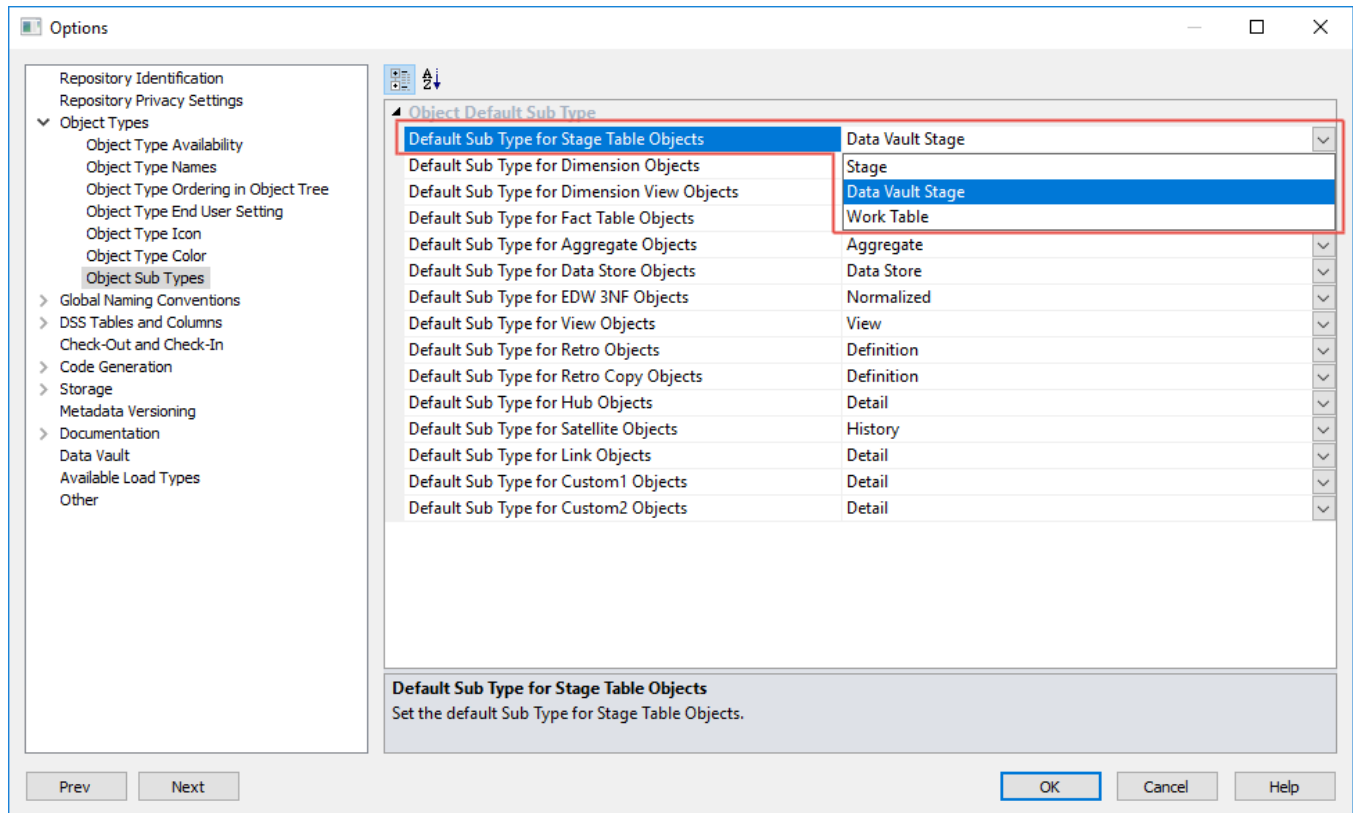 Options
Repository Identification
Repository Privacy Settings
Object Types
Object Type Availability
Object Type Names
Object Type Ordering in Object Tree
Object Type End User Setting
Object Type Icon
Object Type Color
Object Sub Types
Global Naming Conventions
DSS Tables and Columns
Check-Out and Check-In
Code Generation
Storage
Metadata Versioning
Documentation
Data Vault
Available Load Types
Other
Object Default Sub Type
Default Sub Type for Stage Table Objects Data Vault Stage
Default Sub Type for Dimension Objects Stage
Default Sub Type for Dimension View Objects Data Vault Stage
Default Sub Type for Fact Table Objects Work Table
Default Sub Type for Aggregate Objects Aggregate
Default Sub Type for Data Store Objects Data Store
Default Sub Type for EDW 3NF Objects Normalized
Default Sub Type for View Objects View
Default Sub Type for Retro Objects Definition
Default Sub Type for Retro Copy Objects Definition
Default Sub Type for Hub Objects Detail
Default Sub Type for Satellite Objects History
Default Sub Type for Link Objects Detail
Default Sub Type for Custom1 Objects Detail
Default Sub Type for Custom2 Objects Detail
Default Sub Type for Stage Table Objects
Set the default Sub Type for Stage Table Objects.
Prev Next OK Cancel Help